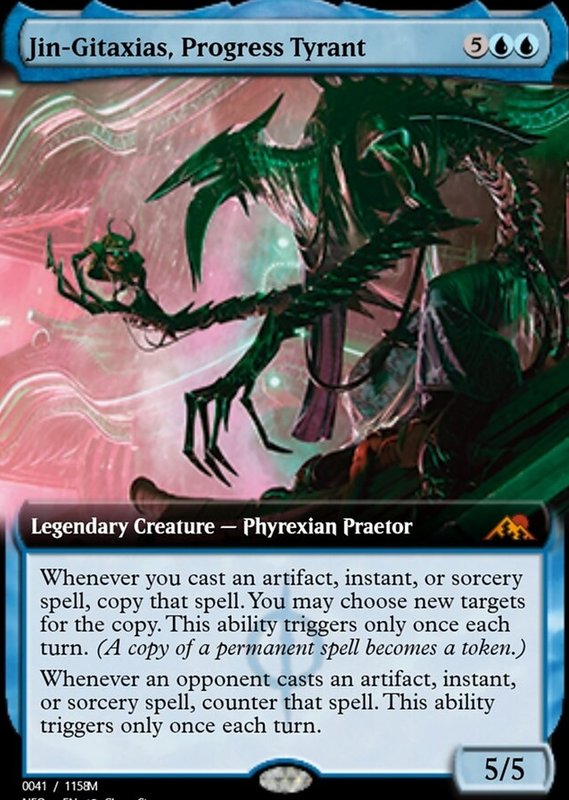 Jin-Gitaxias, Progress Tyrant
5
Legendary Creature — Phyrexian Praetor
Whenever you cast an artifact, instant, or sorcery
spell, copy that spell. You may choose new targets
for the copy. This ability triggers only once each
turn. (A copy of a permanent spell becomes a token.)
Whenever an opponent casts an artifact, instant,
or sorcery spell, counter that spell. This ability
triggers only once each turn.
5/5
0041 / 1158M